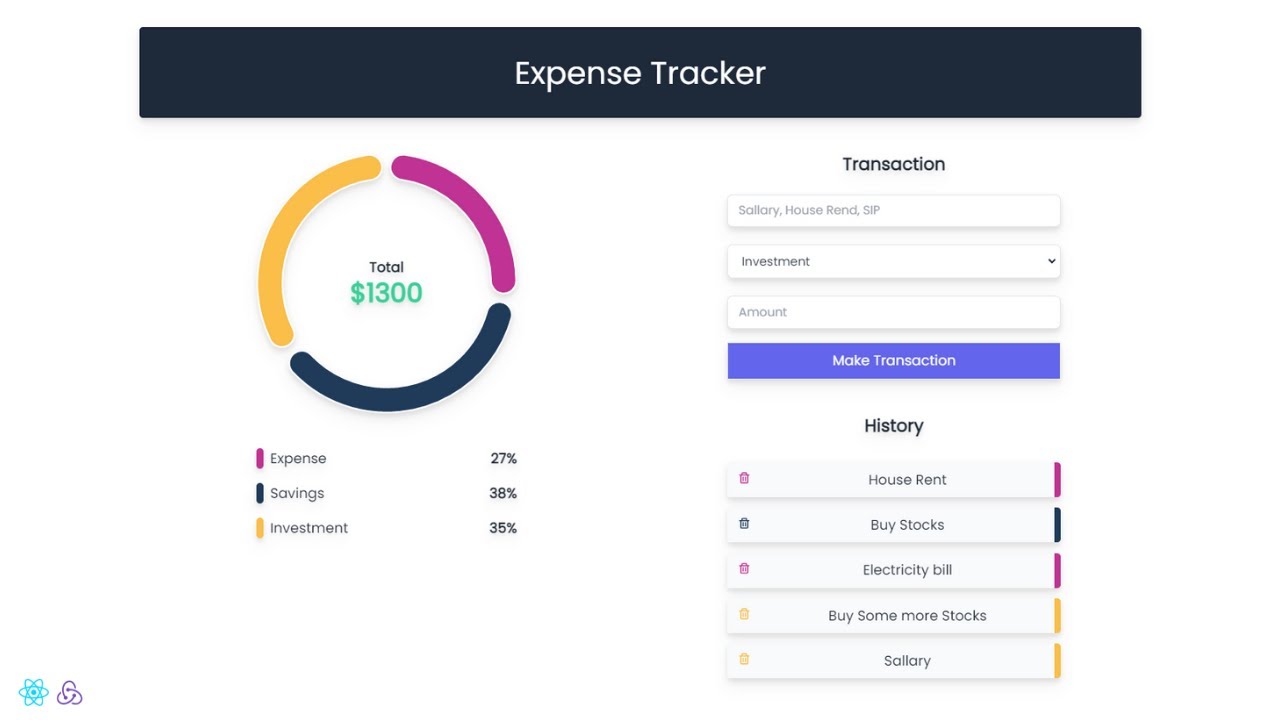 Expense Tracker
Total
$1300
Expense 27%
Savings 38%
Investment 35%
Transaction
Sallary, House Rend, SIP
Investment
Amount
Make Transaction
History
House Rent
Buy Stocks
Electricity bill
Buy Some more Stocks
Sallary